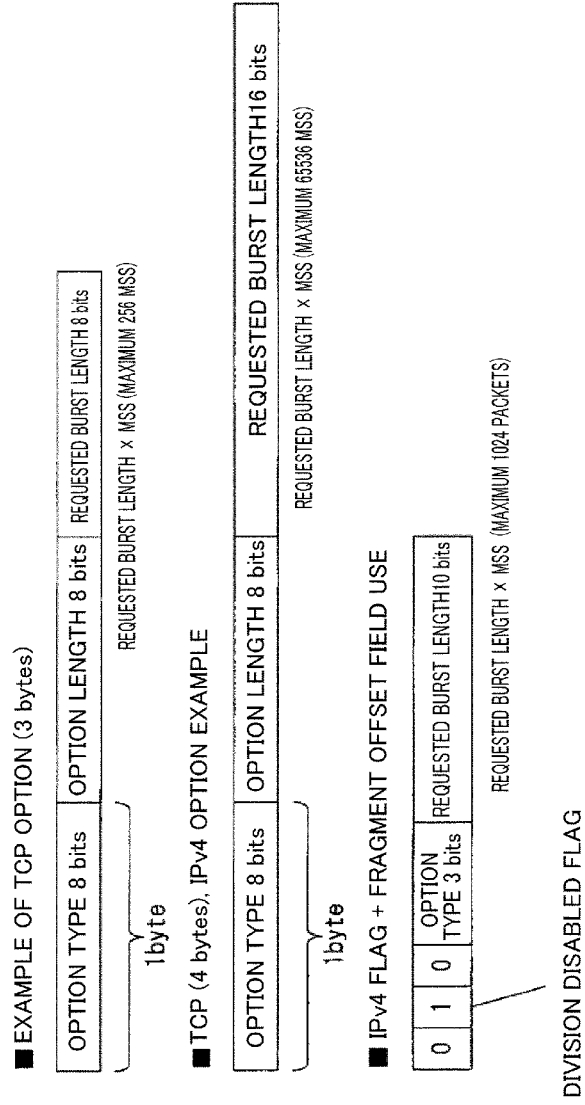 ■ EXAMPLE OF TCP OPTION (3 bytes)
OPTION TYPE 8 bits OPTION LENGTH 8 bits REQUESTED BURST LENGTH 8 bits
1byte
REQUESTED BURST LENGTH × MSS (MAXIMUM 256 MSS)
■ TCP (4 bytes), IPv4 OPTION EXAMPLE
OPTION TYPE 8 bits OPTION LENGTH 8 bits REQUESTED BURST LENGTH16 bits
1byte
REQUESTED BURST LENGTH × MSS (MAXIMUM 65536 MSS)
■ IPv4 FLAG + FRAGMENT OFFSET FIELD USE
0 1 0 OPTION TYPE 3 bits REQUESTED BURST LENGTH10 bits
REQUESTED BURST LENGTH × MSS (MAXIMUM 1024 PACKETS)
DIVISION DISABLED FLAG